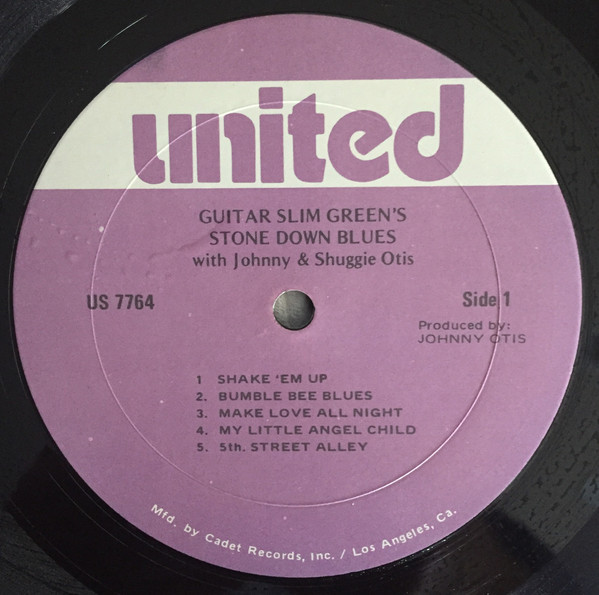 united
GUITAR SLIM GREEN'S
STONE DOWN BLUES
with Johnny & Shuggie Otis
US 7764
Side 1
Produced by:
JOHNNY OTIS
1 SHAKE 'EM UP
2. BUMBLE BEE BLUES
3. MAKE LOVE ALL NIGHT
4. MY LITTLE ANGEL CHILD
5. 5th. STREET ALLEY
Mfd. by Cadet Records, Inc. / Los Angeles, Ca.